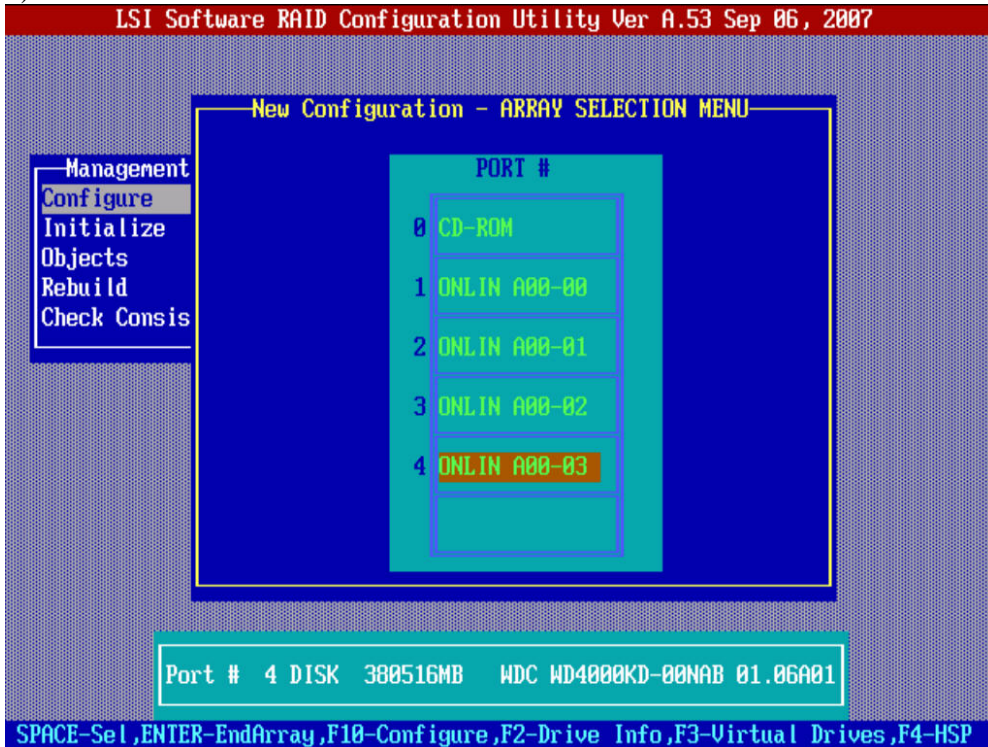 LSI Software RAID Configuration Utility Ver A.53 Sep 06, 2007
New Configuration - ARRAY SELECTION MENU
Management
Configure
Initialize
Objects
Rebuild
Check Consis
PORT #
0 CD-ROM
1 ONLIN A00-00
2 ONLIN A00-01
3 ONLIN A00-02
4 ONLIN A00-03
Port # 4 DISK 380516MB WDC WD4000KD-00NAB 01.06A01
SPACE-Sel,ENTER-EndArray,F10-Configure,F2-Drive Info,F3-Virtual Drives,F4-HSP